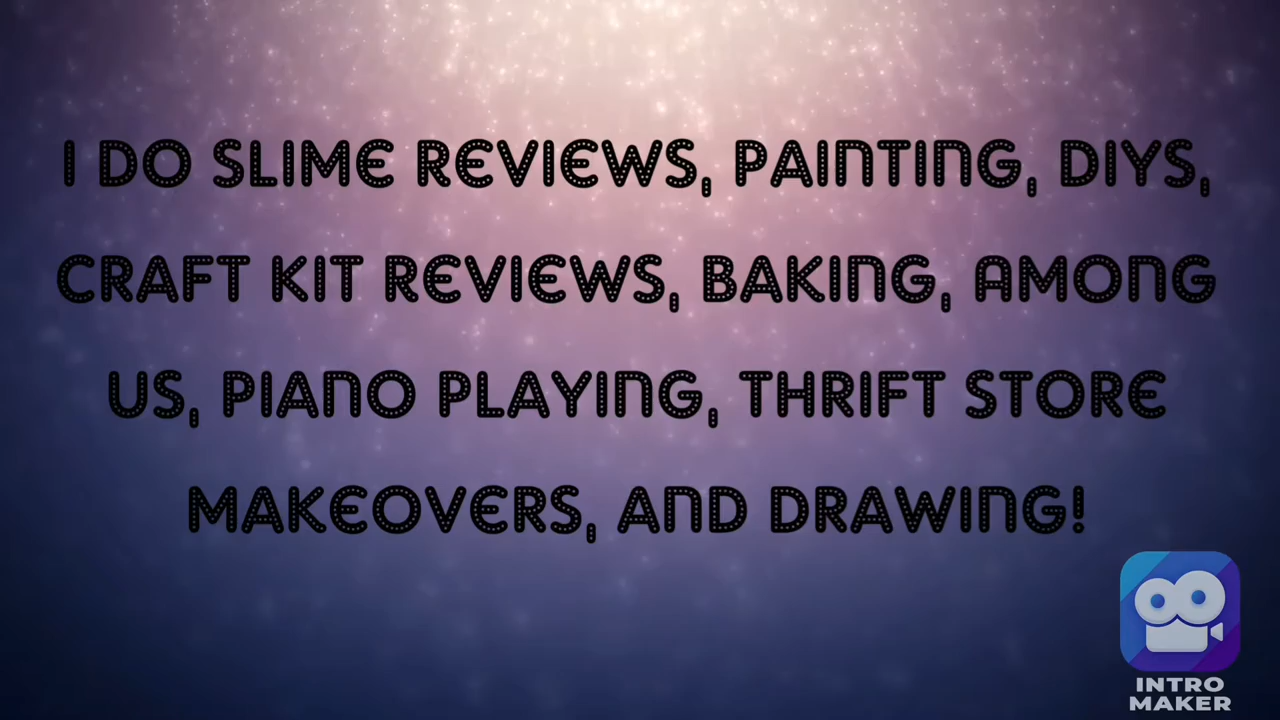 I DO SLIME REVIEWS, PAINTING, DIYS,
CRAFT KIT REVIEWS, BAKING, AMONG
US, PIANO PLAYING, THRIFT STORE
MAKEOVERS, AND DRAWING!
INTRO
MAKER